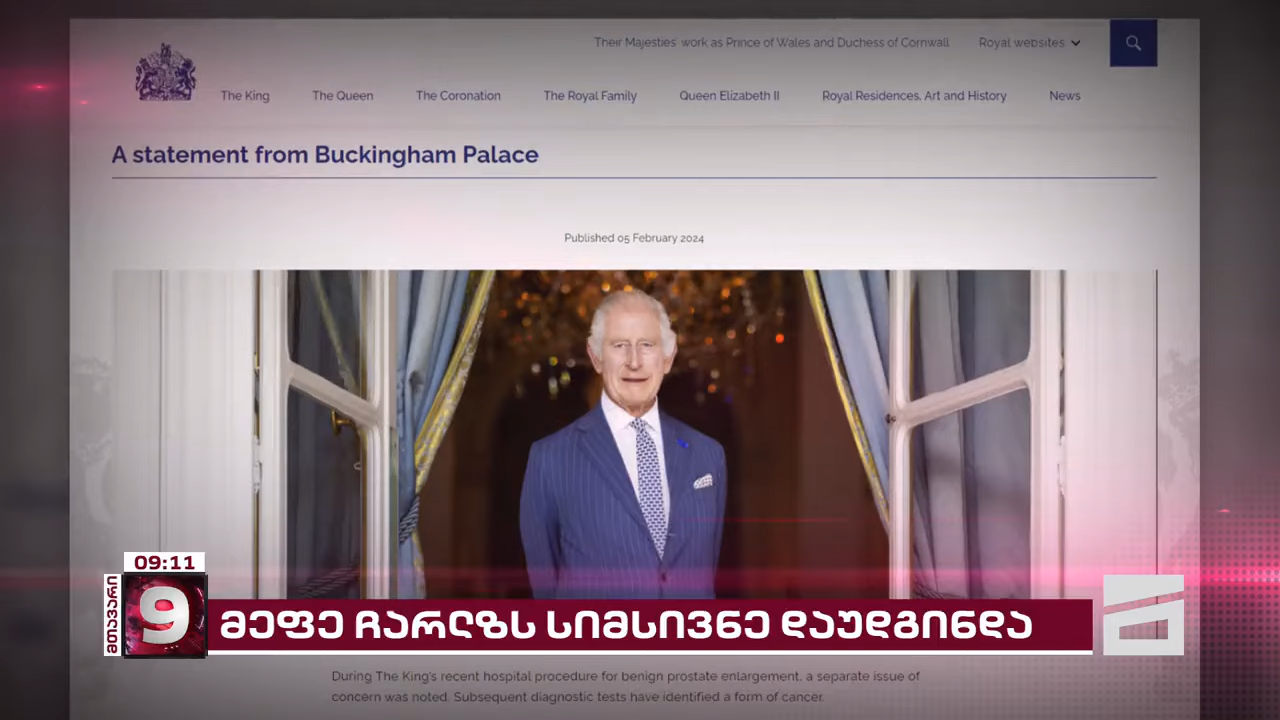 Their Majesties' work as Prince of Wales and Duchess of Cornwall
Royal websites
The King
The Queen
The Coronation
The Royal Family
Queen Elizabeth II
Royal Residences, Art and History
News
A statement from Buckingham Palace
Published 05 February 2024
09:11
მთავარი
9
მეფე ჩარლზს სიმსივნე დაუდგინდა
During The King's recent hospital procedure for benign prostate enlargement, a separate issue of
concern was noted. Subsequent diagnostic tests have identified a form of cancer.